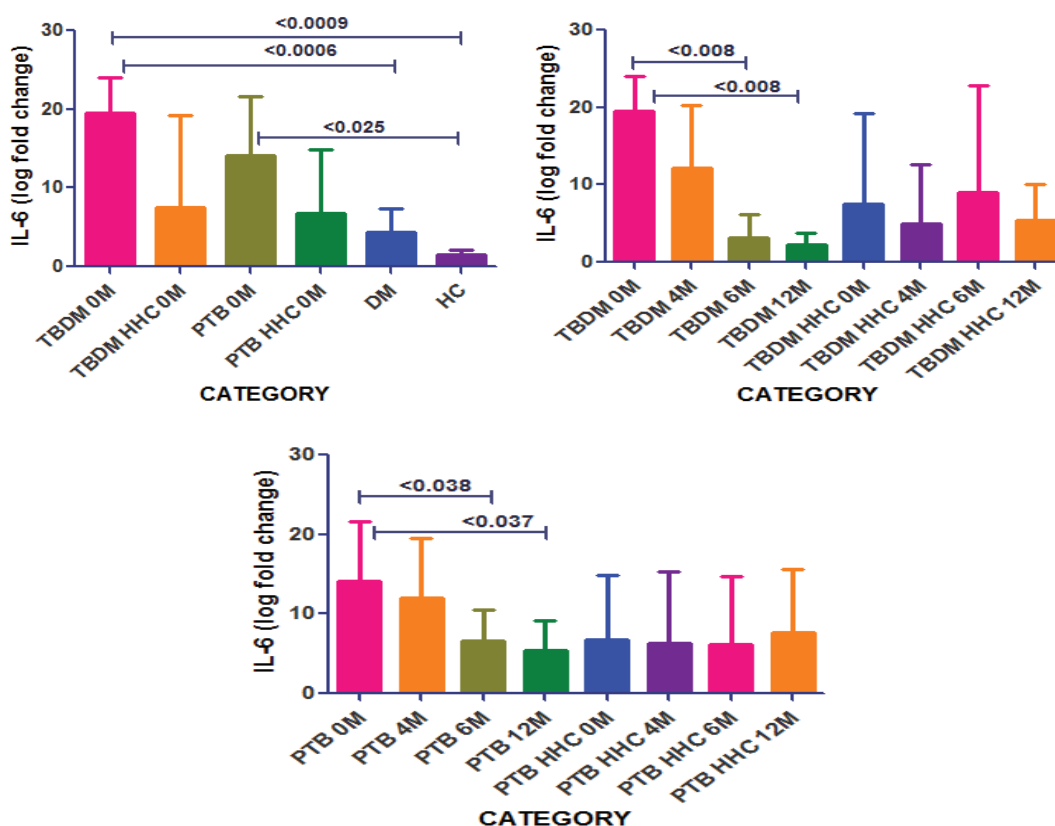 30
20
10
0
IL-6 (log fold change)
<0.0009
<0.0006
<0.025
TBDM 0M
TBDM HHC 0M
PTB 0M
PTB HHC 0M
DM
HC
CATEGORY
30
20
10
0
IL-6 (log fold change)
<0.008
<0.008
TBDM 0M
TBDM 4M
TBDM 6M
TBDM 12M
TBDM HHC 0M
TBDM HHC 4M
TBDM HHC 6M
TBDM HHC 12M
CATEGORY
30
20
10
0
IL-6 (log fold change)
<0.038
<0.037
PTB 0M
PTB 4M
PTB 6M
PTB 12M
PTB HHC 0M
PTB HHC 4M
PTB HHC 6M
PTB HHC 12M
CATEGORY